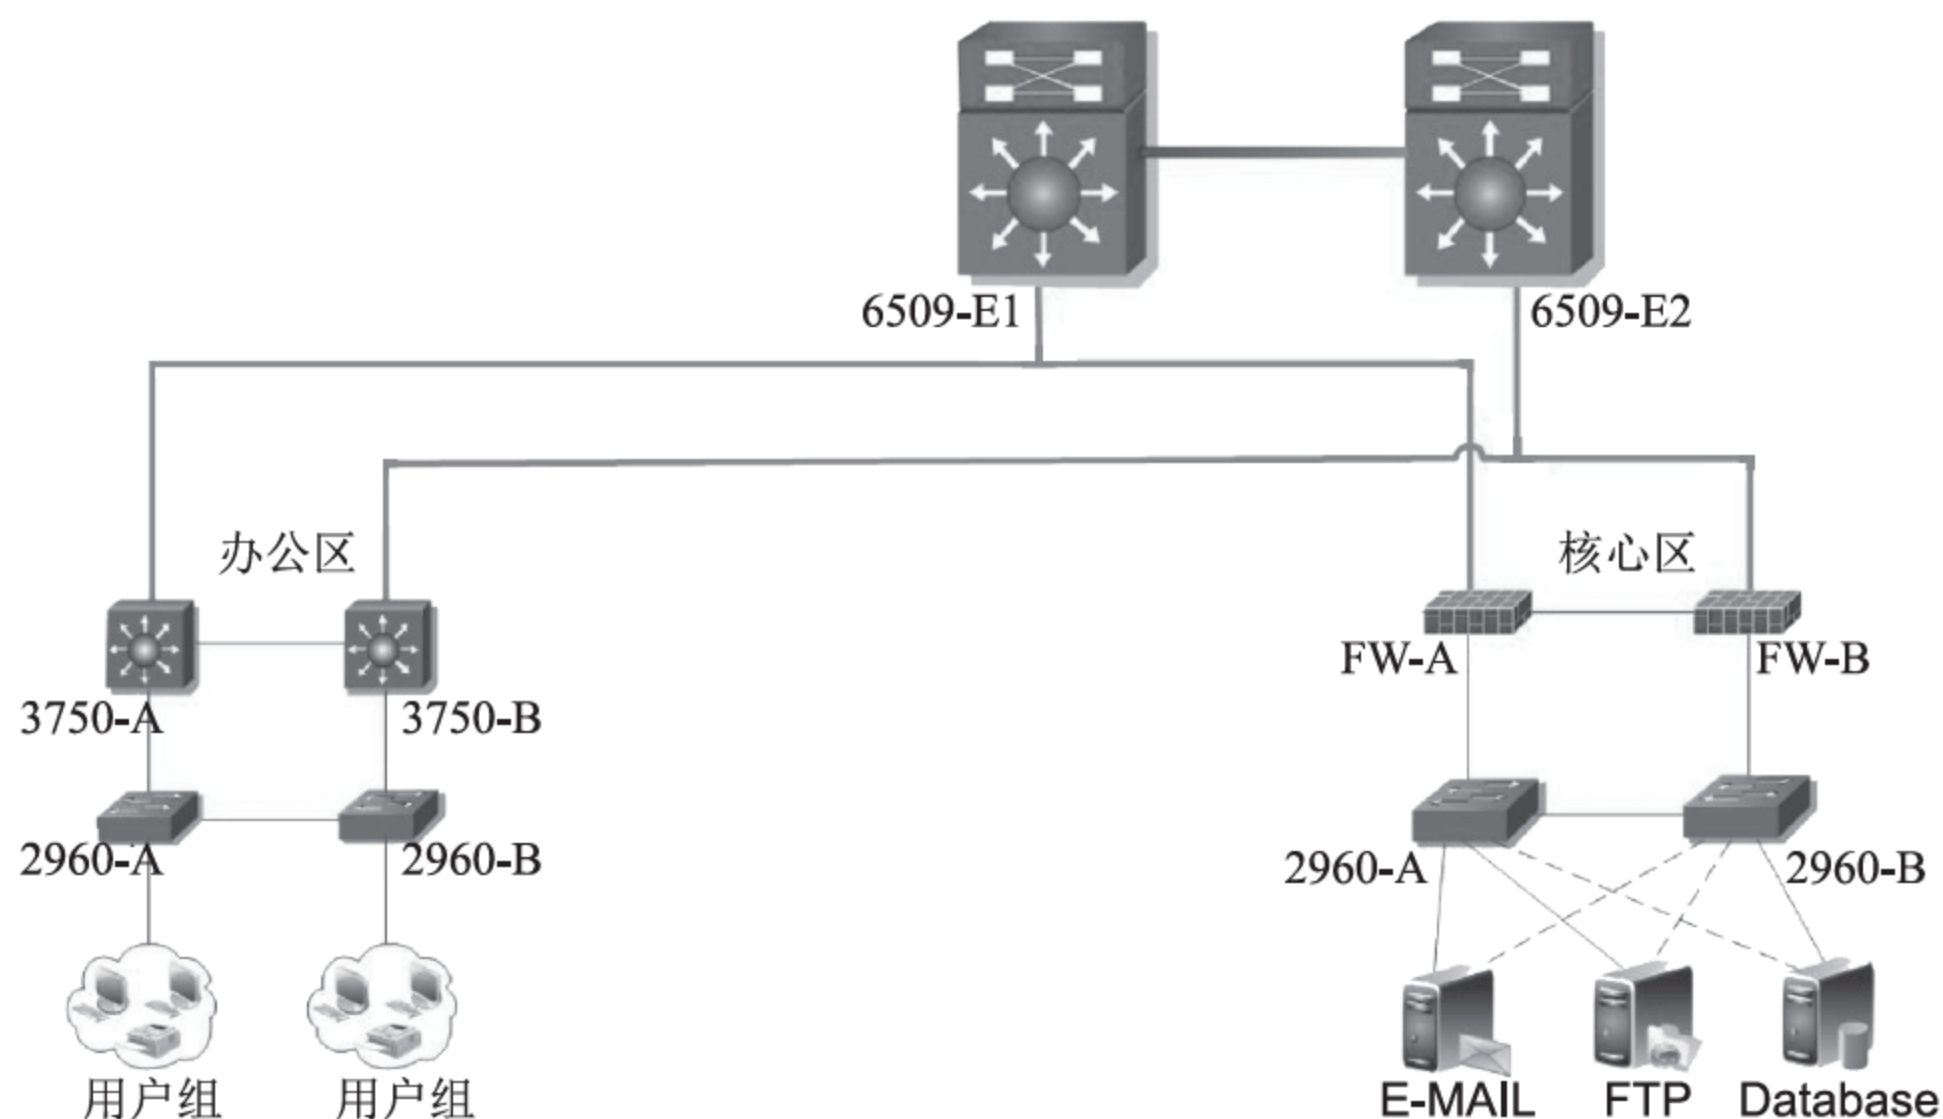 6509-E1
6509-E2
办公区
核心区
FW-A
FW-B
3750-A
3750-B
2960-A
2960-B
2960-A
2960-B
用户组
用户组
E-MAIL
FTP
Database